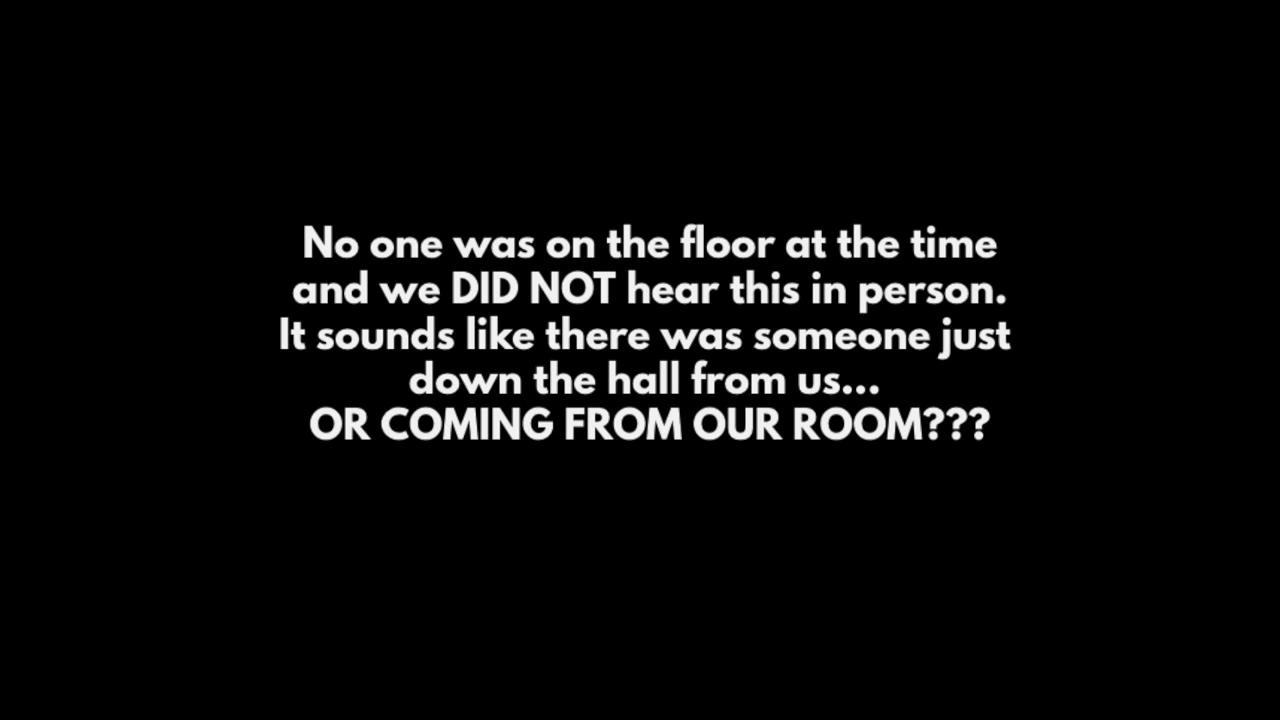 No one was on the floor at the time
and we DID NOT hear this in person.
It sounds like there was someone just
down the hall from us...
OR COMING FROM OUR ROOM???